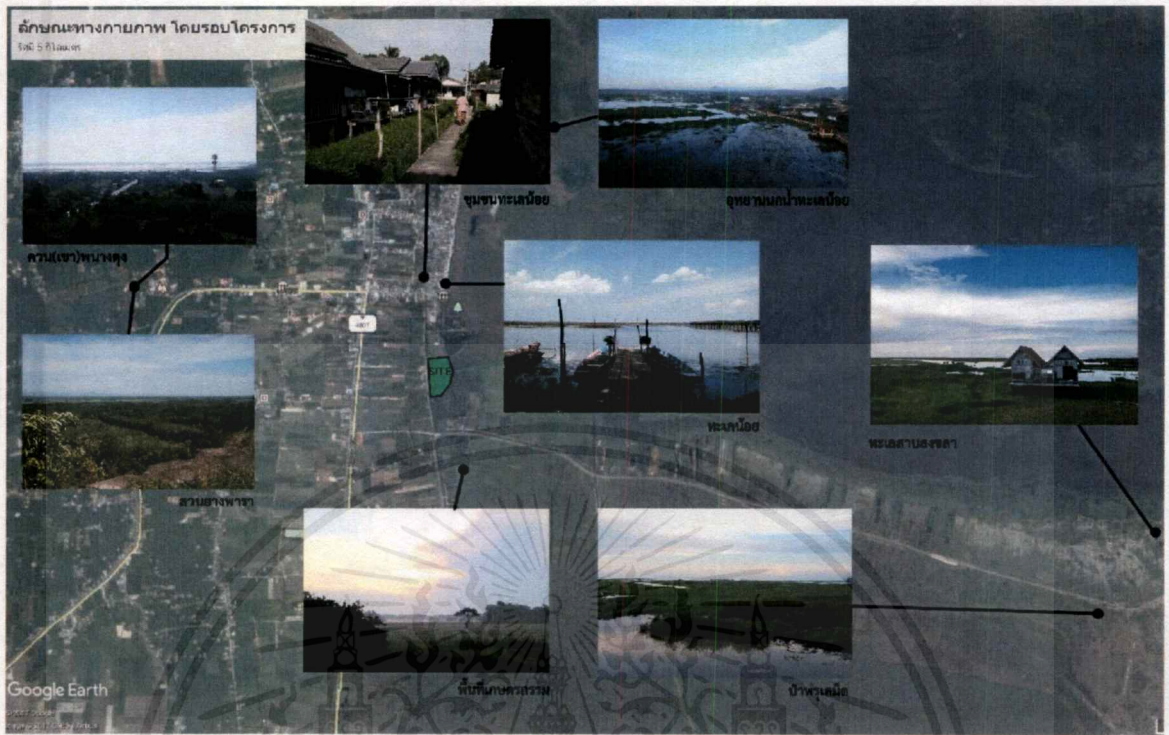 ลักษณะทางกายภาพ โดยรอบโครงการ
รัศมี 5 กิโลเมตร
ชุมชนทะเลน้อย
อุทยานนกน้ำทะเลน้อย
ควน(เขา)พนางตุง
4807
SITE
ทะเลน้อย
ทะเลสาบสงขลา
สวนยางพารา
พื้นที่เกษตรกรรม
ป่าพรุเสม็ด
Google Earth